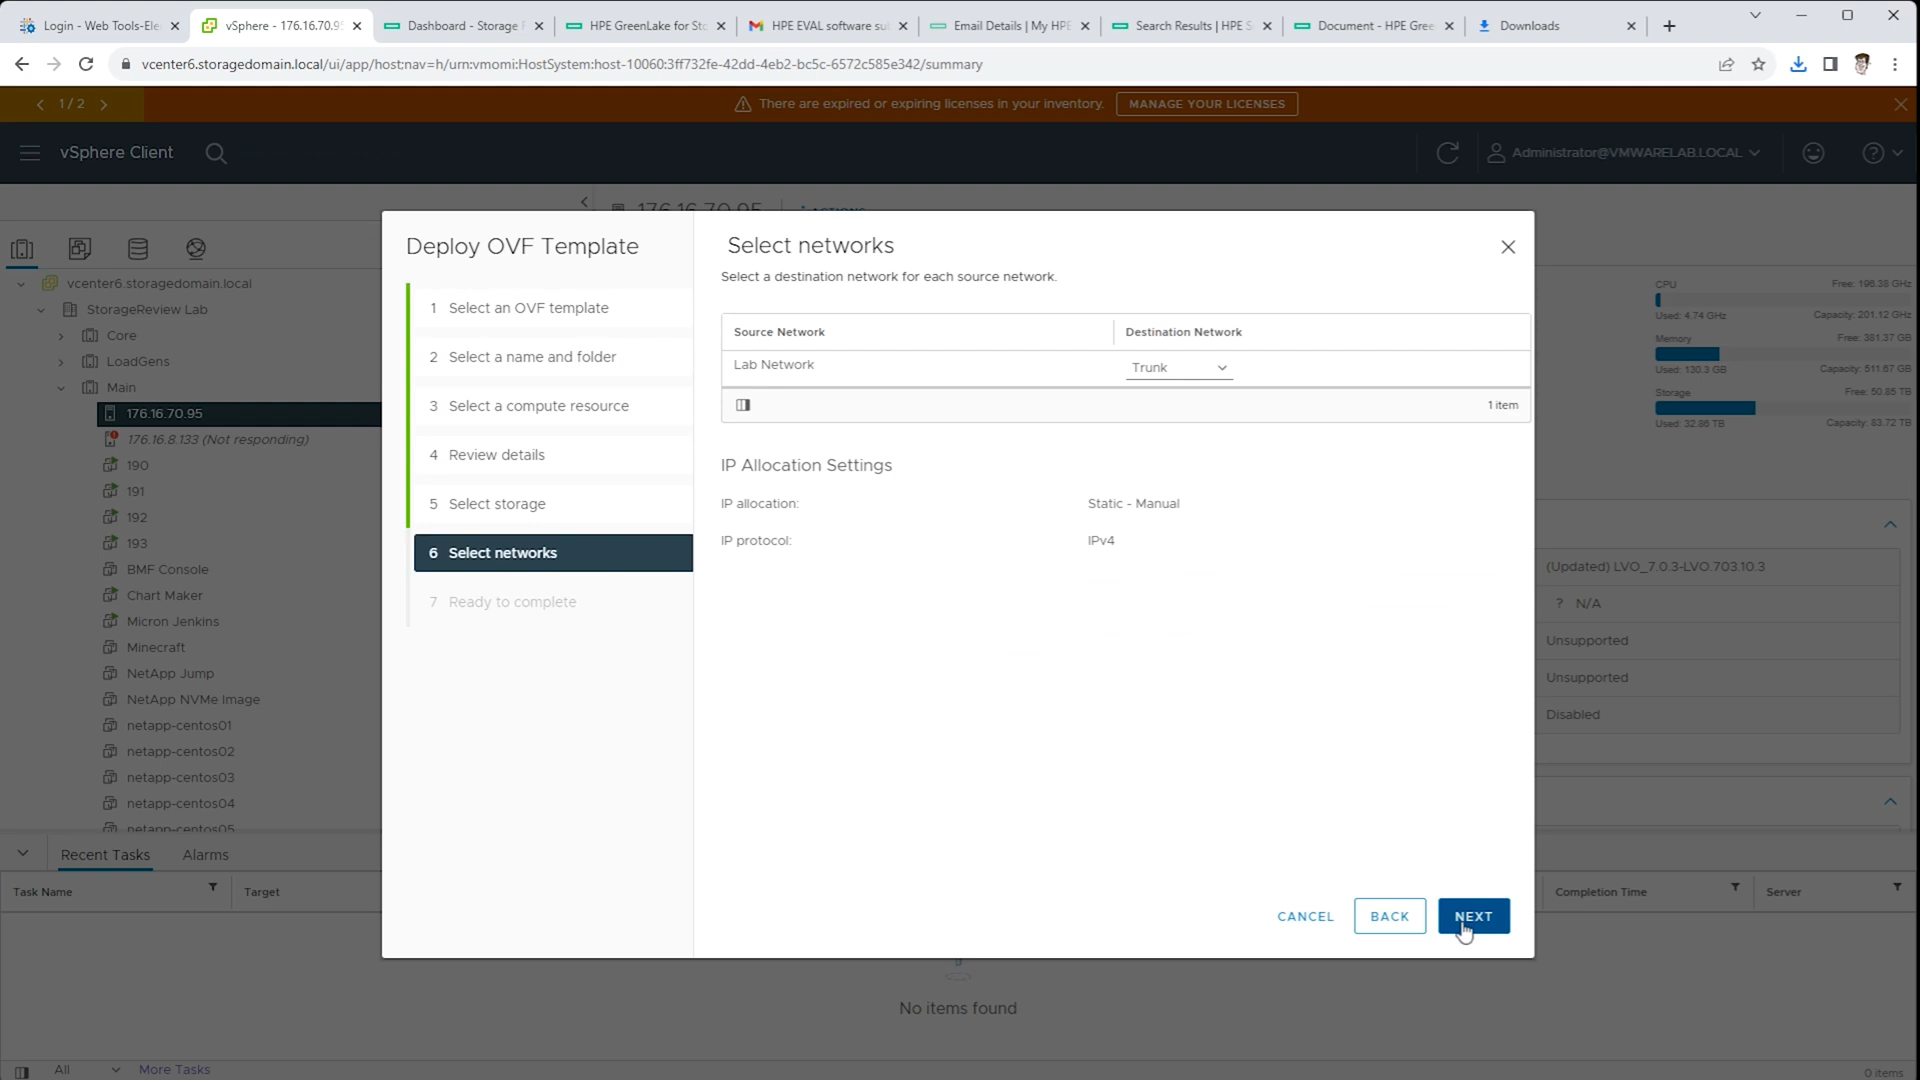 Login - Web Tools-Ele
vSphere - 176.16.70.95
Dashboard - Storage F
HPE GreenLake for Sto
HPE EVAL software su
Email Details | My HPE
Search Results | HPE S
Document - HPE Gree
Downloads
vcenter6.storagedomain.local/ui/app/host;nav=h/urn:vmomi:HostSystem:host-10060:3ff732fe-42dd-4eb2-bc5c-6572c585e342/summary
1 / 2
There are expired or expiring licenses in your inventory.
MANAGE YOUR LICENSES
vSphere Client
Administrator@VMWARELAB.LOCAL
176.16.70.95
ACTIONS
vcenter6.storagedomain.local
StorageReview Lab
Core
LoadGens
Main
176.16.70.95
176.16.8.133 (Not responding)
190
191
192
193
BMF Console
Chart Maker
Micron Jenkins
Minecraft
NetApp Jump
NetApp NVMe Image
netapp-centos01
netapp-centos02
netapp-centos03
netapp-centos04
netapp-centos05
Deploy OVF Template
1 Select an OVF template
2 Select a name and folder
3 Select a compute resource
4 Review details
5 Select storage
6 Select networks
7 Ready to complete
Select networks
Select a destination network for each source network.
Source Network
Destination Network
Lab Network
Trunk
1 item
IP Allocation Settings
IP allocation:
Static - Manual
IP protocol:
IPv4
CANCEL
BACK
NEXT
CPU
Free: 196.38 GHz
Used: 4.74 GHz
Capacity: 201.12 GHz
Memory
Free: 381.37 GB
Used: 130.3 GB
Capacity: 511.67 GB
Storage
Free: 50.85 TB
Used: 32.86 TB
Capacity: 83.72 TB
(Updated) LVO_7.0.3-LVO.703.10.3
? N/A
Unsupported
Unsupported
Disabled
Recent Tasks
Alarms
Task Name
Target
Completion Time
Server
No items found
All
More Tasks
0 items